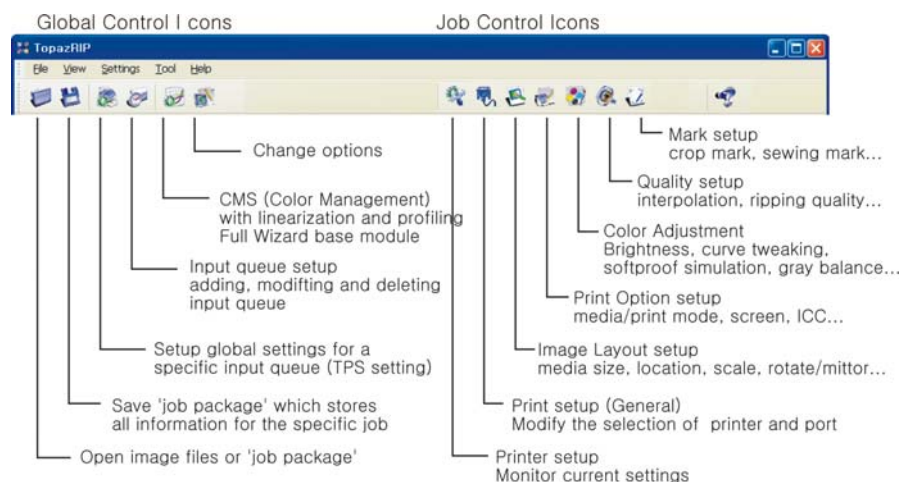 Global Control I cons
Job Control Icons
TopazRIP
File View Settings Tool Help
Change options
CMS (Color Management)
with linearization and profiling
Full Wizard base module
Input queue setup
adding, modifting and deleting
input queue
Setup global settings for a
specific input queue (TPS setting)
Save 'job package' which stores
all information for the specific job
Open image files or 'job package'
Mark setup
crop mark, sewing mark...
Quality setup
interpolation, ripping quality...
Color Adjustment
Brightness, curve tweaking,
softproof simulation, gray balance...
Print Option setup
media/print mode, screen, ICC...
Image Layout setup
media size, location, scale, rotate/mittor...
Print setup (General)
Modify the selection of printer and port
Printer setup
Monitor current settings